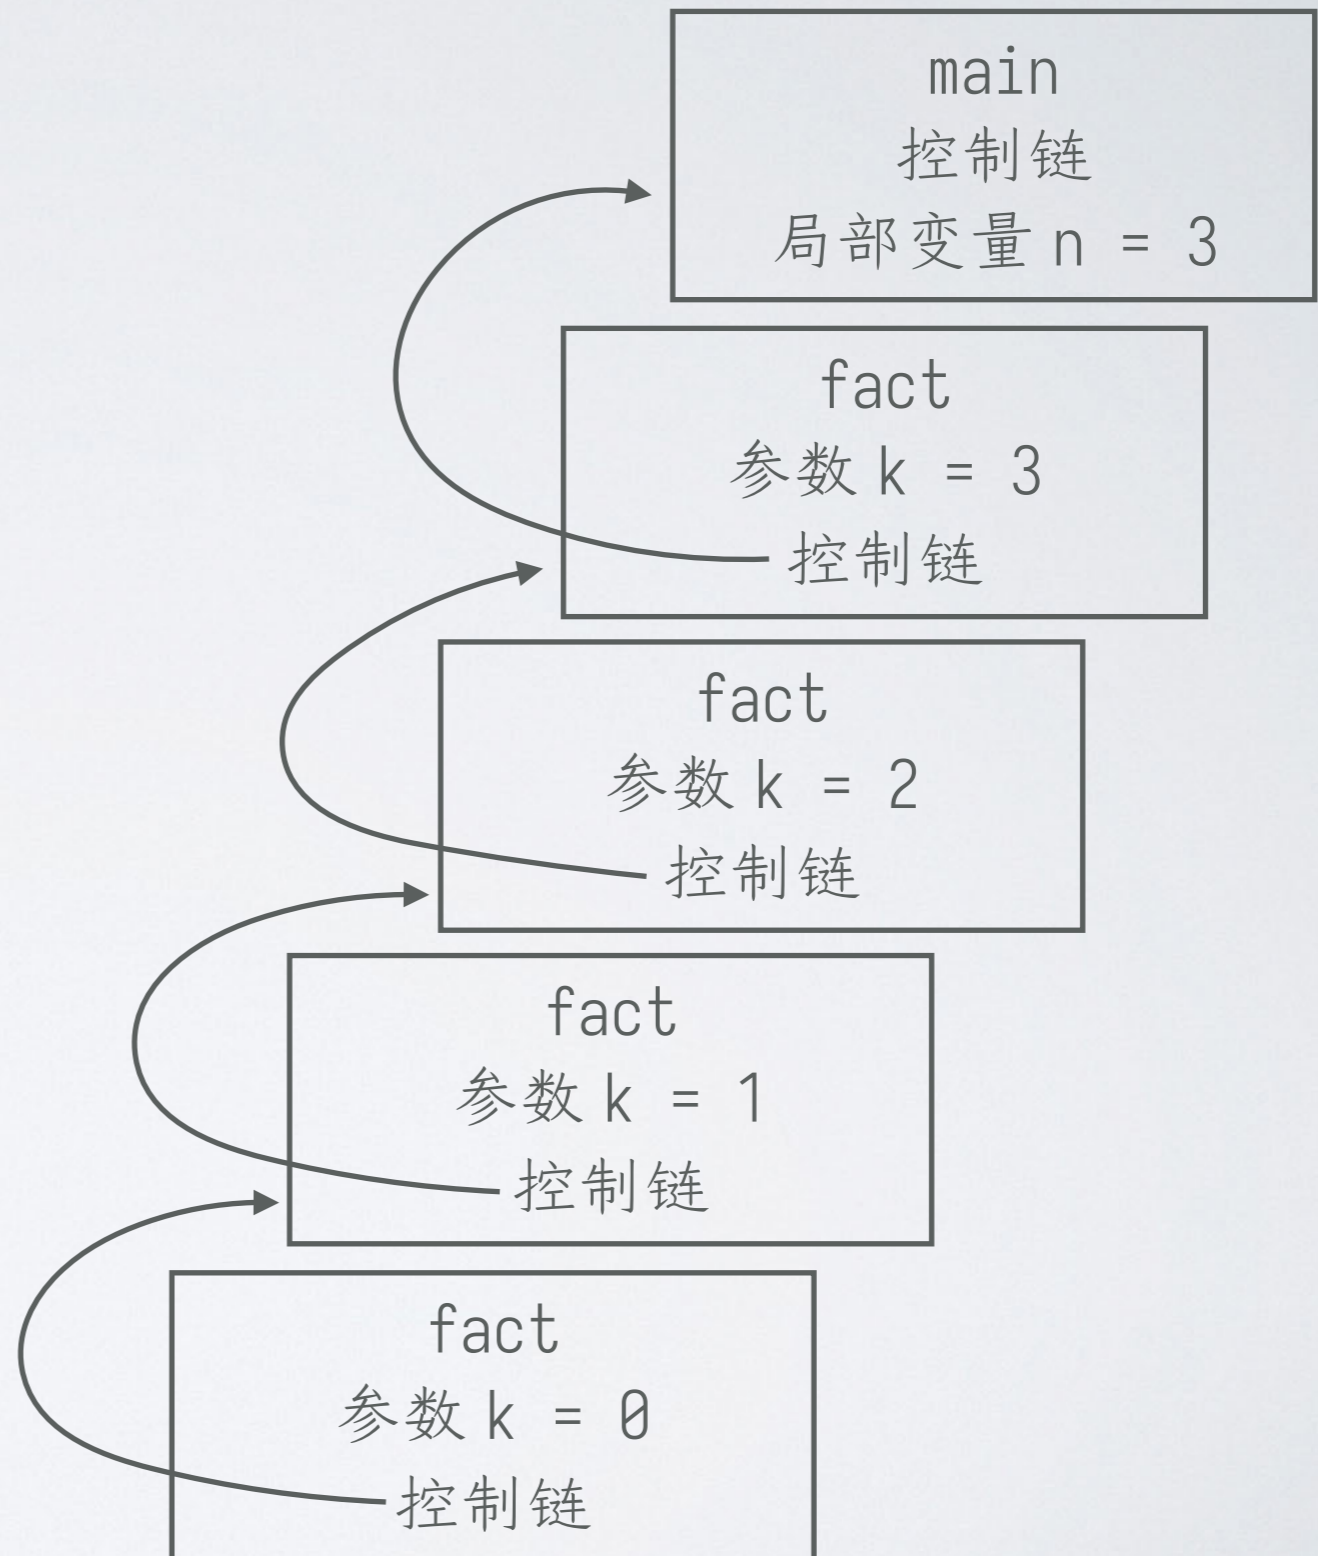 main
控制链
局部变量 n = 3
fact
参数 k = 3
控制链
fact
参数 k = 2
控制链
fact
参数 k = 1
控制链
fact
参数 k = 0
控制链